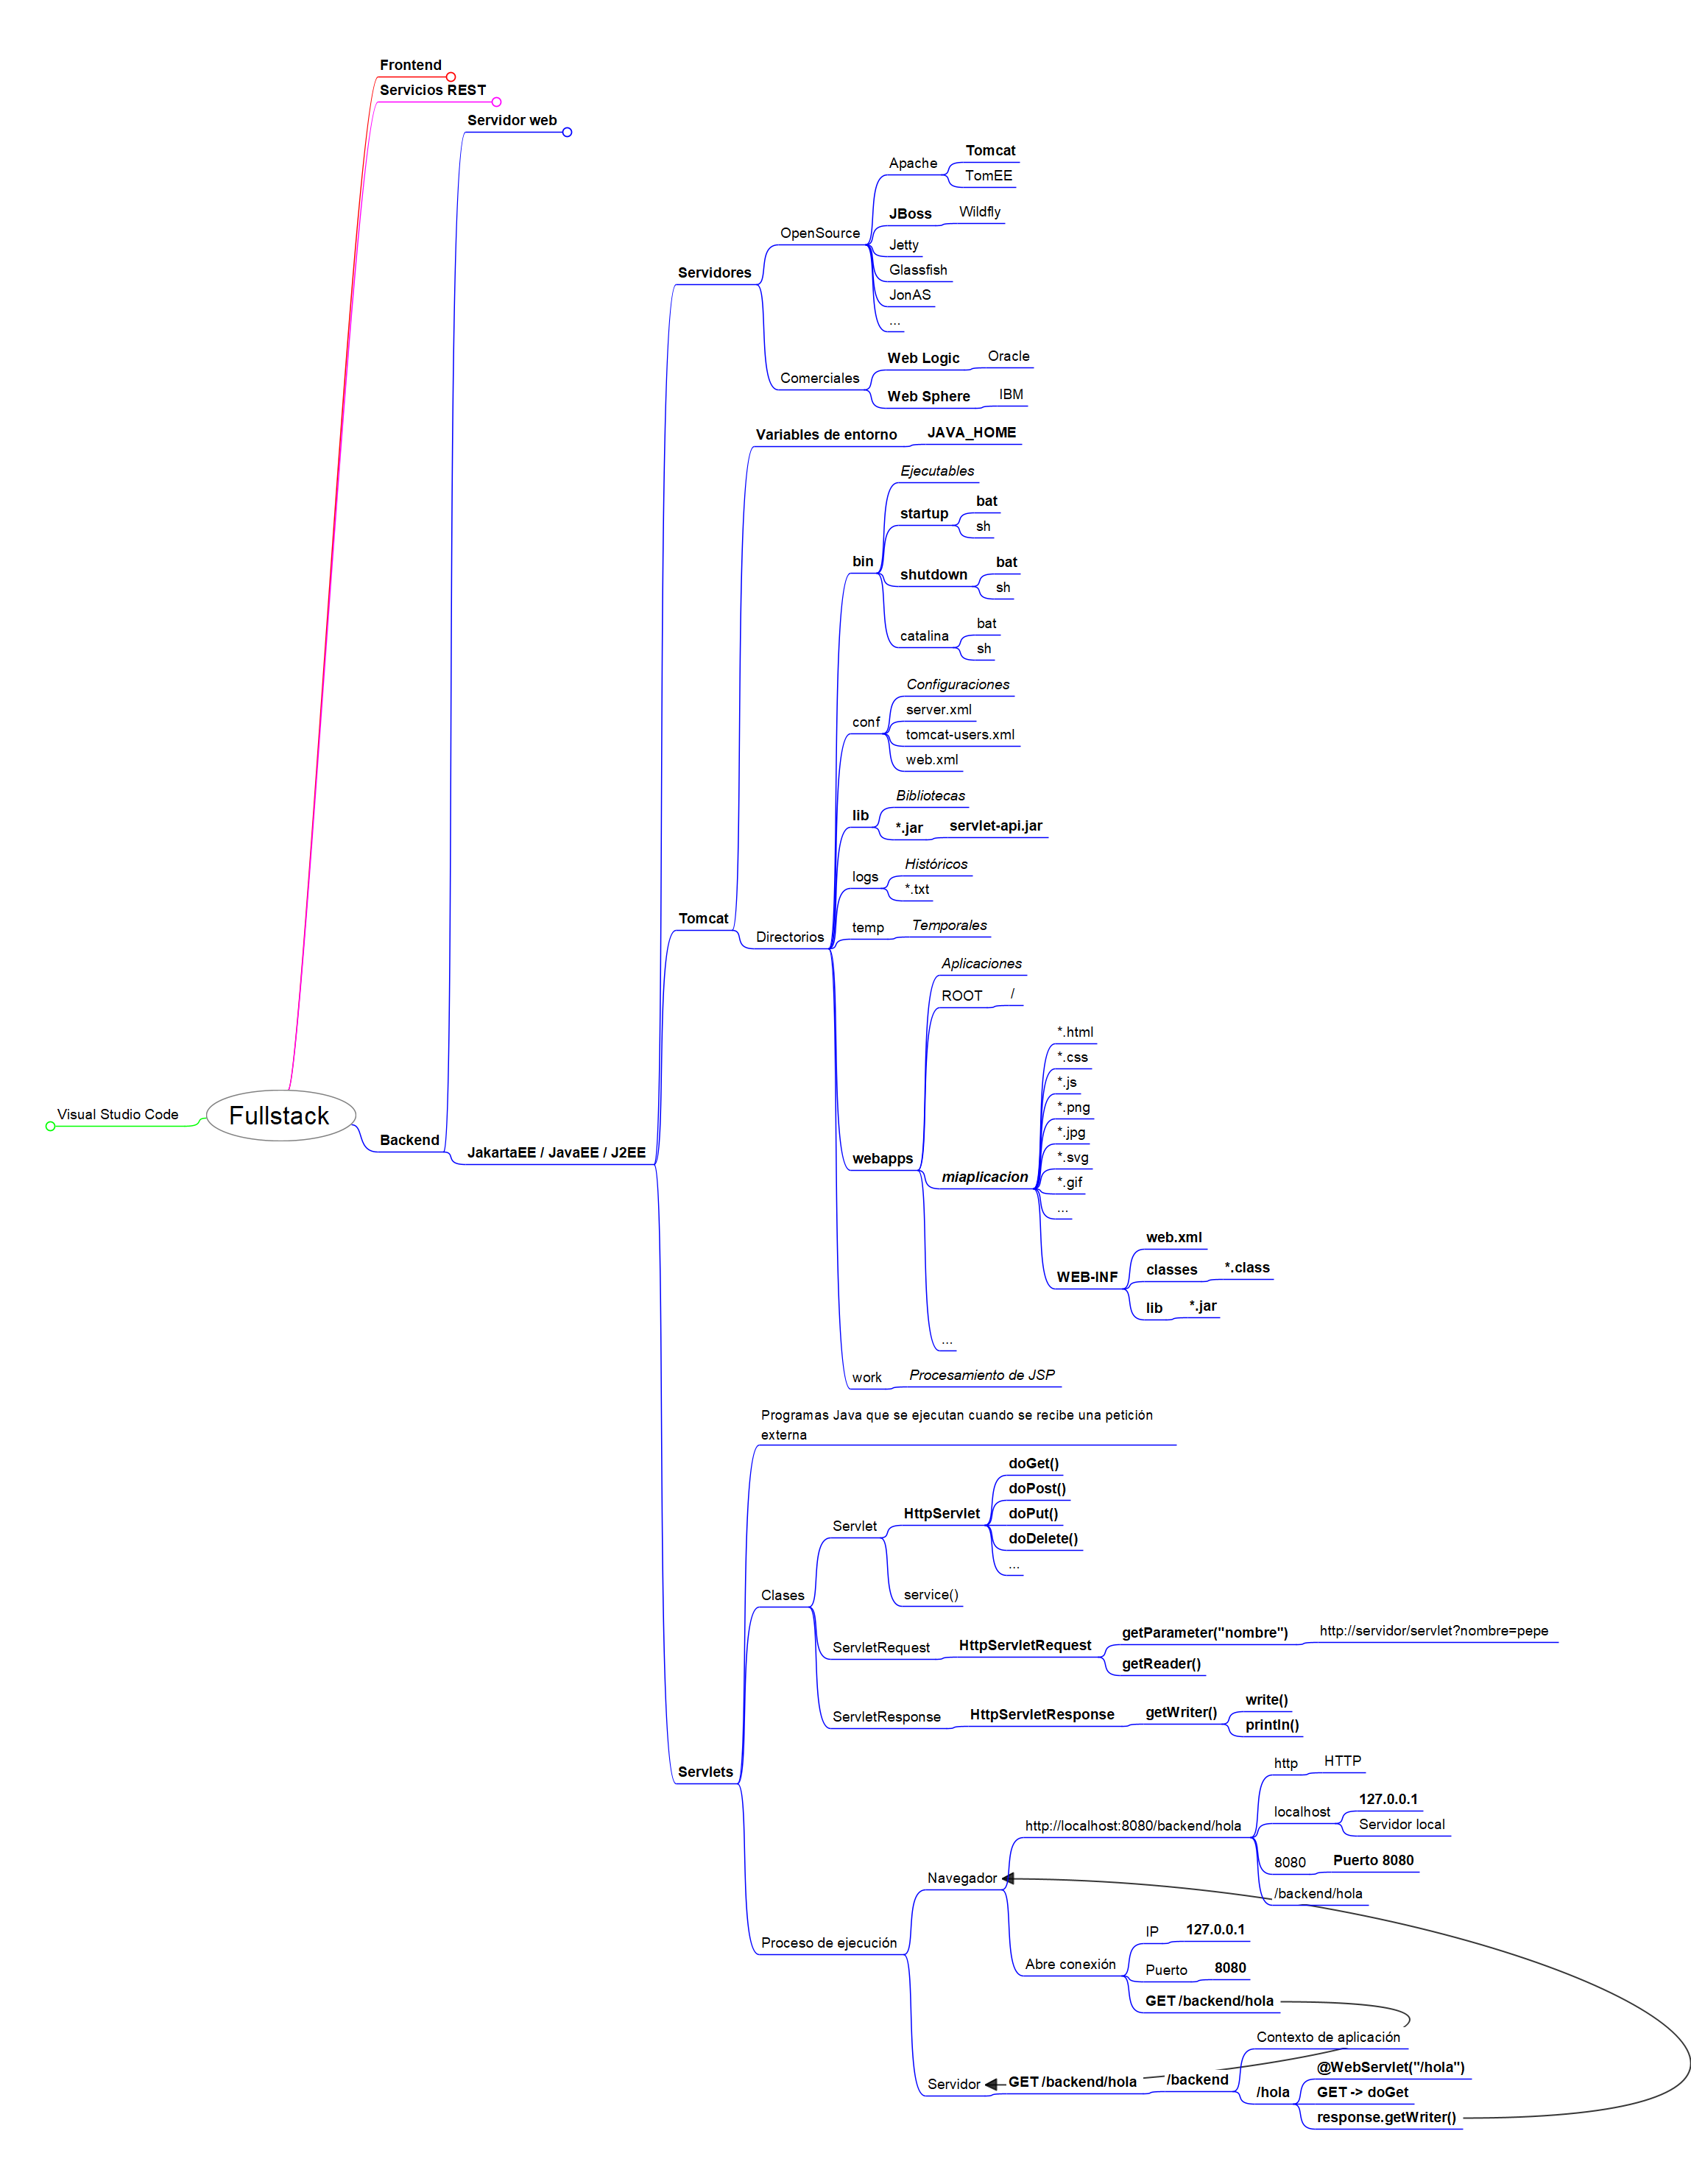 Frontend
Servicios REST
Servidor web
Apache
Tomcat
TomEE
JBoss
Wildfly
OpenSource
Jetty
Glassfish
JonAS
...
Servidores
Comerciales
Web Logic
Oracle
Web Sphere
IBM
Variables de entorno
JAVA_HOME
Ejecutables
startup
bat
sh
bin
shutdown
bat
sh
catalina
bat
sh
Configuraciones
conf
server.xml
tomcat-users.xml
web.xml
lib
Bibliotecas
*.jar
servlet-api.jar
logs
Históricos
*.txt
Tomcat
Directorios
temp
Temporales
Aplicaciones
ROOT
/
*.html
*.css
*.js
*.png
*.jpg
webapps
miaplicacion
*.svg
*.gif
...
WEB-INF
web.xml
classes
*.class
lib
*.jar
...
work
Procesamiento de JSP
Visual Studio Code
Fullstack
Backend
JakartaEE / JavaEE / J2EE
Programas Java que se ejecutan cuando se recibe una petición
externa
doGet()
doPost()
Servlet
HttpServlet
doPut()
doDelete()
...
service()
Clases
ServletRequest
HttpServletRequest
getParameter("nombre")
http://servidor/servlet?nombre=pepe
getReader()
ServletResponse
HttpServletResponse
getWriter()
write()
println()
Servlets
http
HTTP
http://localhost:8080/backend/hola
localhost
127.0.0.1
Servidor local
8080
Puerto 8080
/backend/hola
Navegador
Proceso de ejecución
Abre conexión
IP
127.0.0.1
Puerto
8080
GET /backend/hola
Servidor
GET /backend/hola
/backend
Contexto de aplicación
/hola
@WebServlet("/hola")
GET -> doGet
response.getWriter()